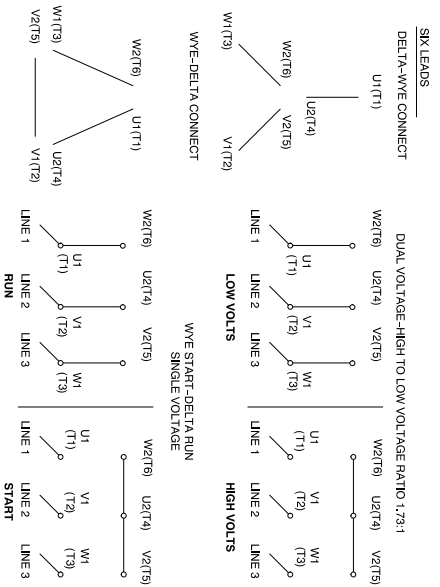 SIX LEADS
DELTA-WYE CONNECT
U1(T1)
U2(T4)
W2(T6)
V2(T5)
W1(T3)
V1(T2)
DUAL VOLTAGE-HIGH TO LOW VOLTAGE RATIO 1.73:1
W2(T6) U2(T4) V2(T5)
U1 (T1) V1 (T2) W1 (T3)
LINE 1 LINE 2 LINE 3
LOW VOLTS
W2(T6) U2(T4) V2(T5)
U1 (T1) V1 (T2) W1 (T3)
LINE 1 LINE 2 LINE 3
HIGH VOLTS
WYE-DELTA CONNECT
W2(T6) U1(T1)
W1(T3) U2(T4)
V2(T5) V1(T2)
WYE START-DELTA RUN
SINGLE VOLTAGE
W2(T6) U2(T4) V2(T5)
U1 (T1) V1 (T2) W1 (T3)
LINE 1 LINE 2 LINE 3
RUN
W2(T6) U2(T4) V2(T5)
U1 (T1) V1 (T2) W1 (T3)
LINE 1 LINE 2 LINE 3
START